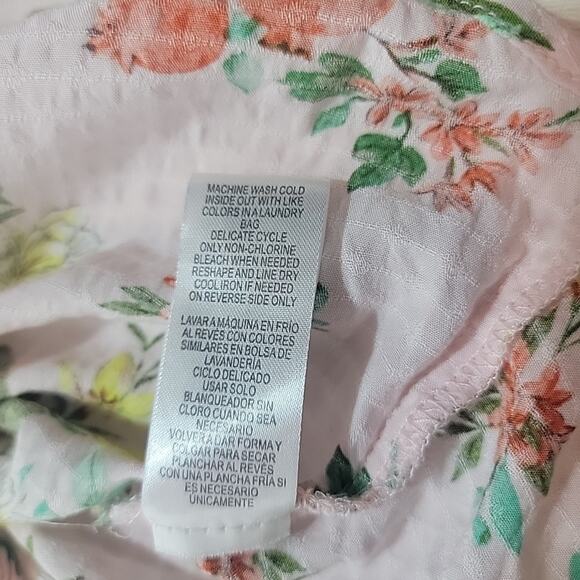 MACHINE WASH COLD
INSIDE OUT WITH LIKE
COLORS IN A LAUNDRY
BAG
DELICATE CYCLE
ONLY NON-CHLORINE
BLEACH WHEN NEEDED
RESHAPE AND LINE DRY
COOL IRON IF NEEDED
ON REVERSE SIDE ONLY
LAVAR A MÁQUINA EN FRÍO
AL REVÉS CON COLORES
SIMILARES EN BOLSA DE
LAVANDERÍA
CICLO DELICADO
USAR SOLO
BLANQUEADOR SIN
CLORO CUANDO SEA
NECESARIO
VOLVER A DAR FORMA Y
COLGAR PARA SECAR
PLANCHAR AL REVÉS
CON UNA PLANCHA FRÍA SI
ES NECESARIO
ÚNICAMENTE